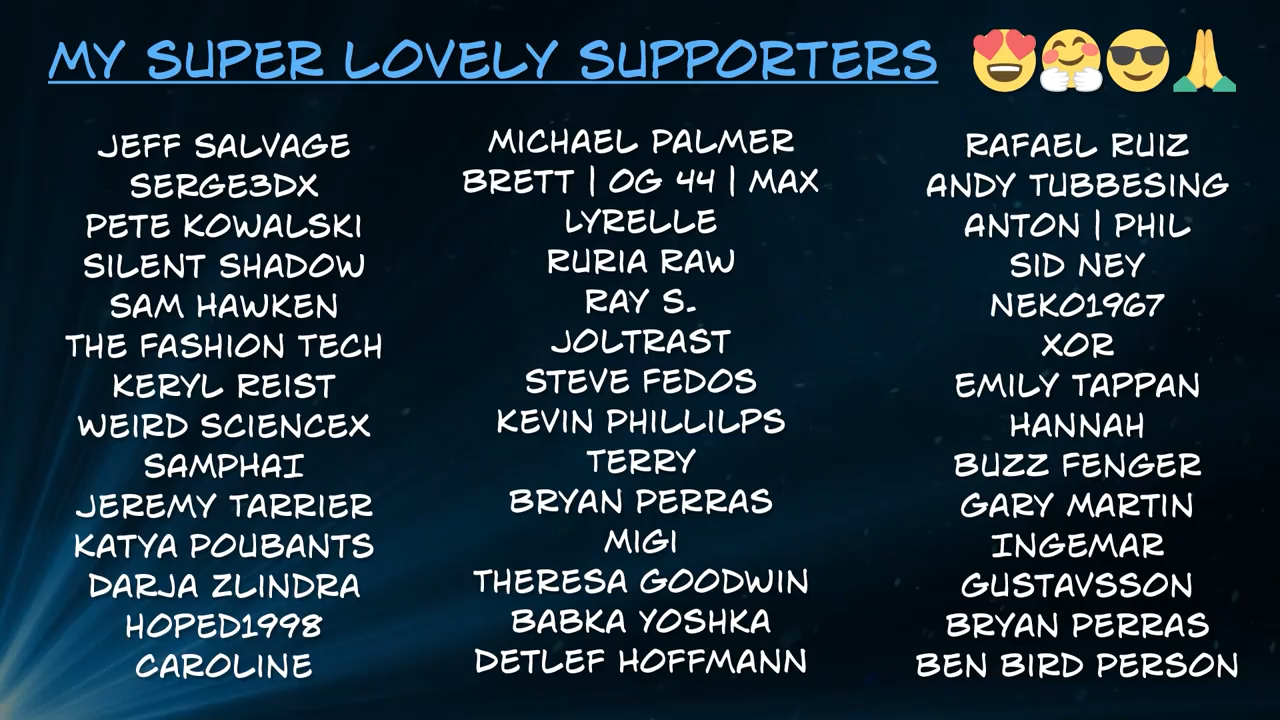 MY SUPER LOVELY SUPPORTERS 😍🤗😎🙏
JEFF SALVAGE
SERGE3DX
PETE KOWALSKI
SILENT SHADOW
SAM HAWKEN
THE FASHION TECH
KERYL REIST
WEIRD SCIENCEX
SAMPHAI
JEREMY TARRIER
KATYA POUBANTS
DARJA ZLINDRA
HOPED1998
CAROLINE
MICHAEL PALMER
BRETT | OG 44 | MAX
LYRELLE
RURIA RAW
RAY S.
JOLTRAST
STEVE FEDOS
KEVIN PHILLILPS
TERRY
BRYAN PERRAS
MIGI
THERESA GOODWIN
BABKA YOSHKA
DETLEF HOFFMANN
RAFAEL RUIZ
ANDY TUBBESING
ANTON | PHIL
SID NEY
NEKO1967
XOR
EMILY TAPPAN
HANNAH
BUZZ FENGER
GARY MARTIN
INGEMAR
GUSTAVSSON
BRYAN PERRAS
BEN BIRD PERSON